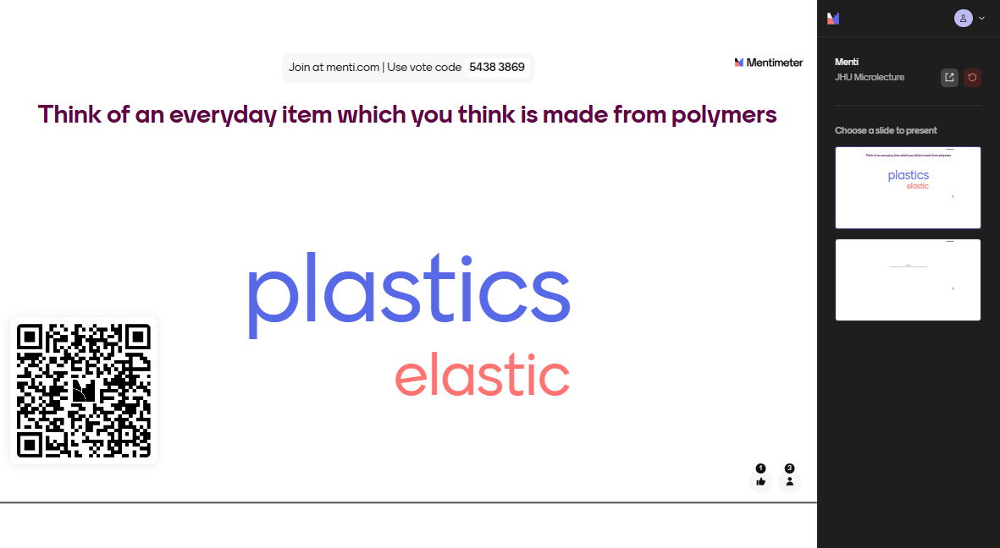 Join at menti.com | Use vote code 5438 3869
Mentimeter
Think of an everyday item which you think is made from polymers
plastics
elastic
1
3
Menti
JHU Microlecture
Choose a slide to present
Think of an everyday item which you think is made from polymers
plastics
elastic